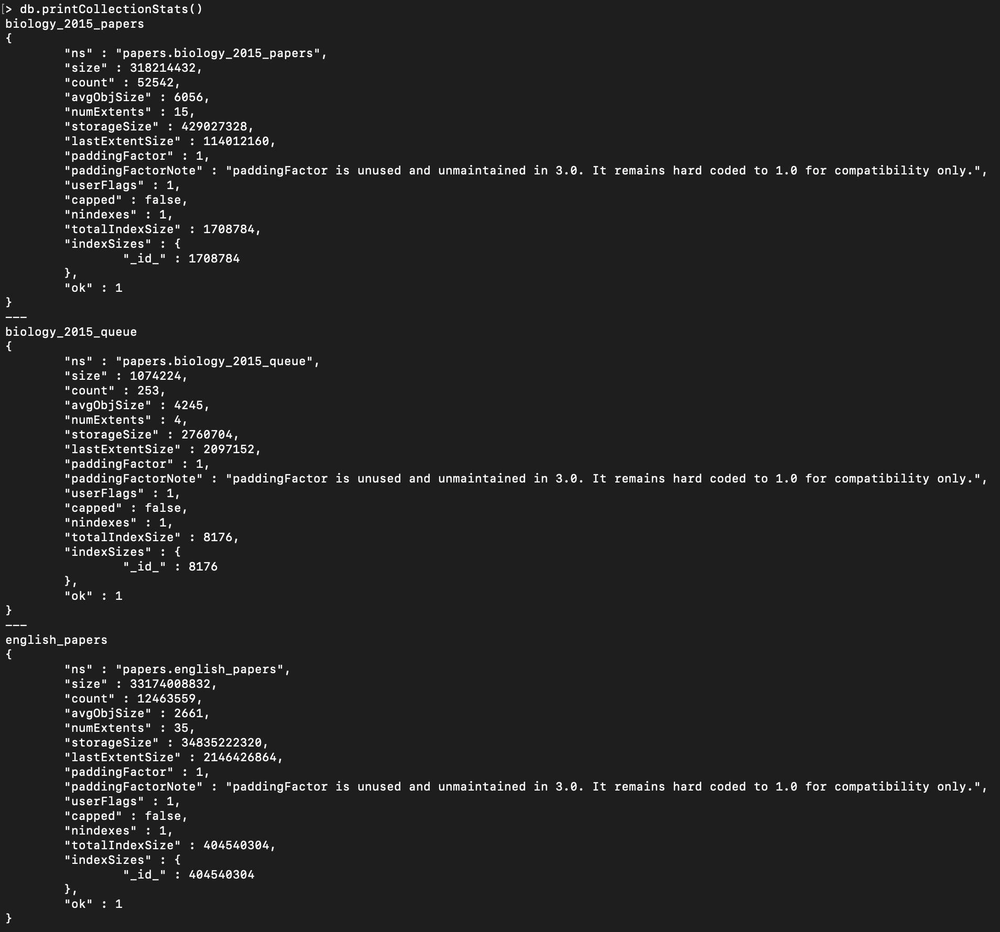 [> db.printCollectionStats()
biology_2015_papers
{
        "ns" : "papers.biology_2015_papers",
        "size" : 318214432,
        "count" : 52542,
        "avgObjSize" : 6056,
        "numExtents" : 15,
        "storageSize" : 429027328,
        "lastExtentSize" : 114012160,
        "paddingFactor" : 1,
        "paddingFactorNote" : "paddingFactor is unused and unmaintained in 3.0. It remains hard coded to 1.0 for compatibility only.",
        "userFlags" : 1,
        "capped" : false,
        "nindexes" : 1,
        "totalIndexSize" : 1708784,
        "indexSizes" : {
                "_id_" : 1708784
        },
        "ok" : 1
}
---
biology_2015_queue
{
        "ns" : "papers.biology_2015_queue",
        "size" : 1074224,
        "count" : 253,
        "avgObjSize" : 4245,
        "numExtents" : 4,
        "storageSize" : 2760704,
        "lastExtentSize" : 2097152,
        "paddingFactor" : 1,
        "paddingFactorNote" : "paddingFactor is unused and unmaintained in 3.0. It remains hard coded to 1.0 for compatibility only.",
        "userFlags" : 1,
        "capped" : false,
        "nindexes" : 1,
        "totalIndexSize" : 8176,
        "indexSizes" : {
                "_id_" : 8176
        },
        "ok" : 1
}
---
english_papers
{
        "ns" : "papers.english_papers",
        "size" : 33174008832,
        "count" : 12463559,
        "avgObjSize" : 2661,
        "numExtents" : 35,
        "storageSize" : 34835222320,
        "lastExtentSize" : 2146426864,
        "paddingFactor" : 1,
        "paddingFactorNote" : "paddingFactor is unused and unmaintained in 3.0. It remains hard coded to 1.0 for compatibility only.",
        "userFlags" : 1,
        "capped" : false,
        "nindexes" : 1,
        "totalIndexSize" : 404540304,
        "indexSizes" : {
                "_id_" : 404540304
        },
        "ok" : 1
}